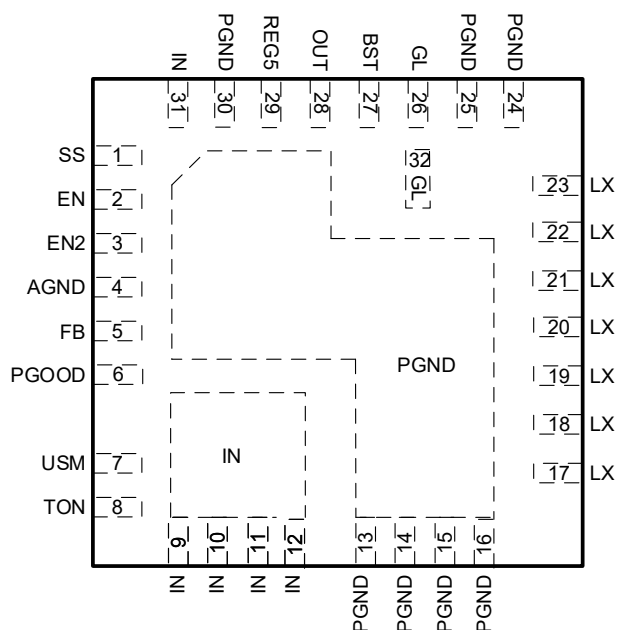 IN
PGND
REG5
OUT
BST
GL
PGND
PGND
31
30
29
28
27
26
25
24
SS 1
EN 2
EN2 3
AGND 4
FB 5
PGOOD 6
USM 7
TON 8
32
GL
23 LX
22 LX
21 LX
20 LX
19 LX
18 LX
17 LX
PGND
IN
9
10
11
12
13
14
15
16
IN
IN
IN
IN
PGND
PGND
PGND
PGND